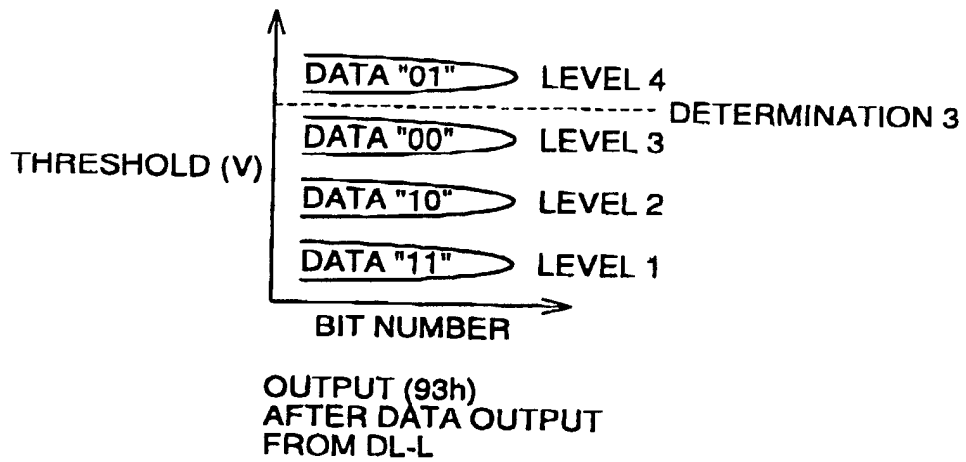 DATA "01" LEVEL 4
DETERMINATION 3
DATA "00" LEVEL 3
THRESHOLD (V)
DATA "10" LEVEL 2
DATA "11" LEVEL 1
BIT NUMBER
OUTPUT (93h)
AFTER DATA OUTPUT
FROM DL-L